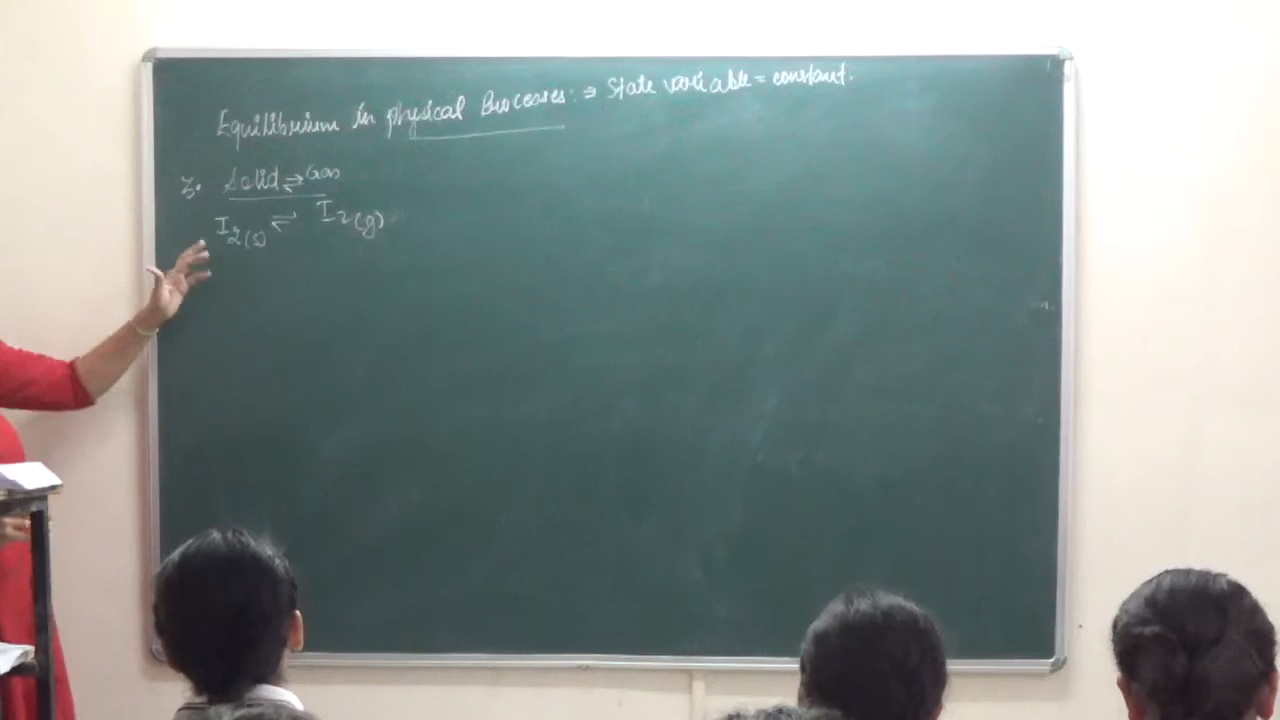 Equilibrium in physical Processes: ⇒ State variable = constant.
3. Solid ⇌ Gas
I2(s) ⇌ I2(g)